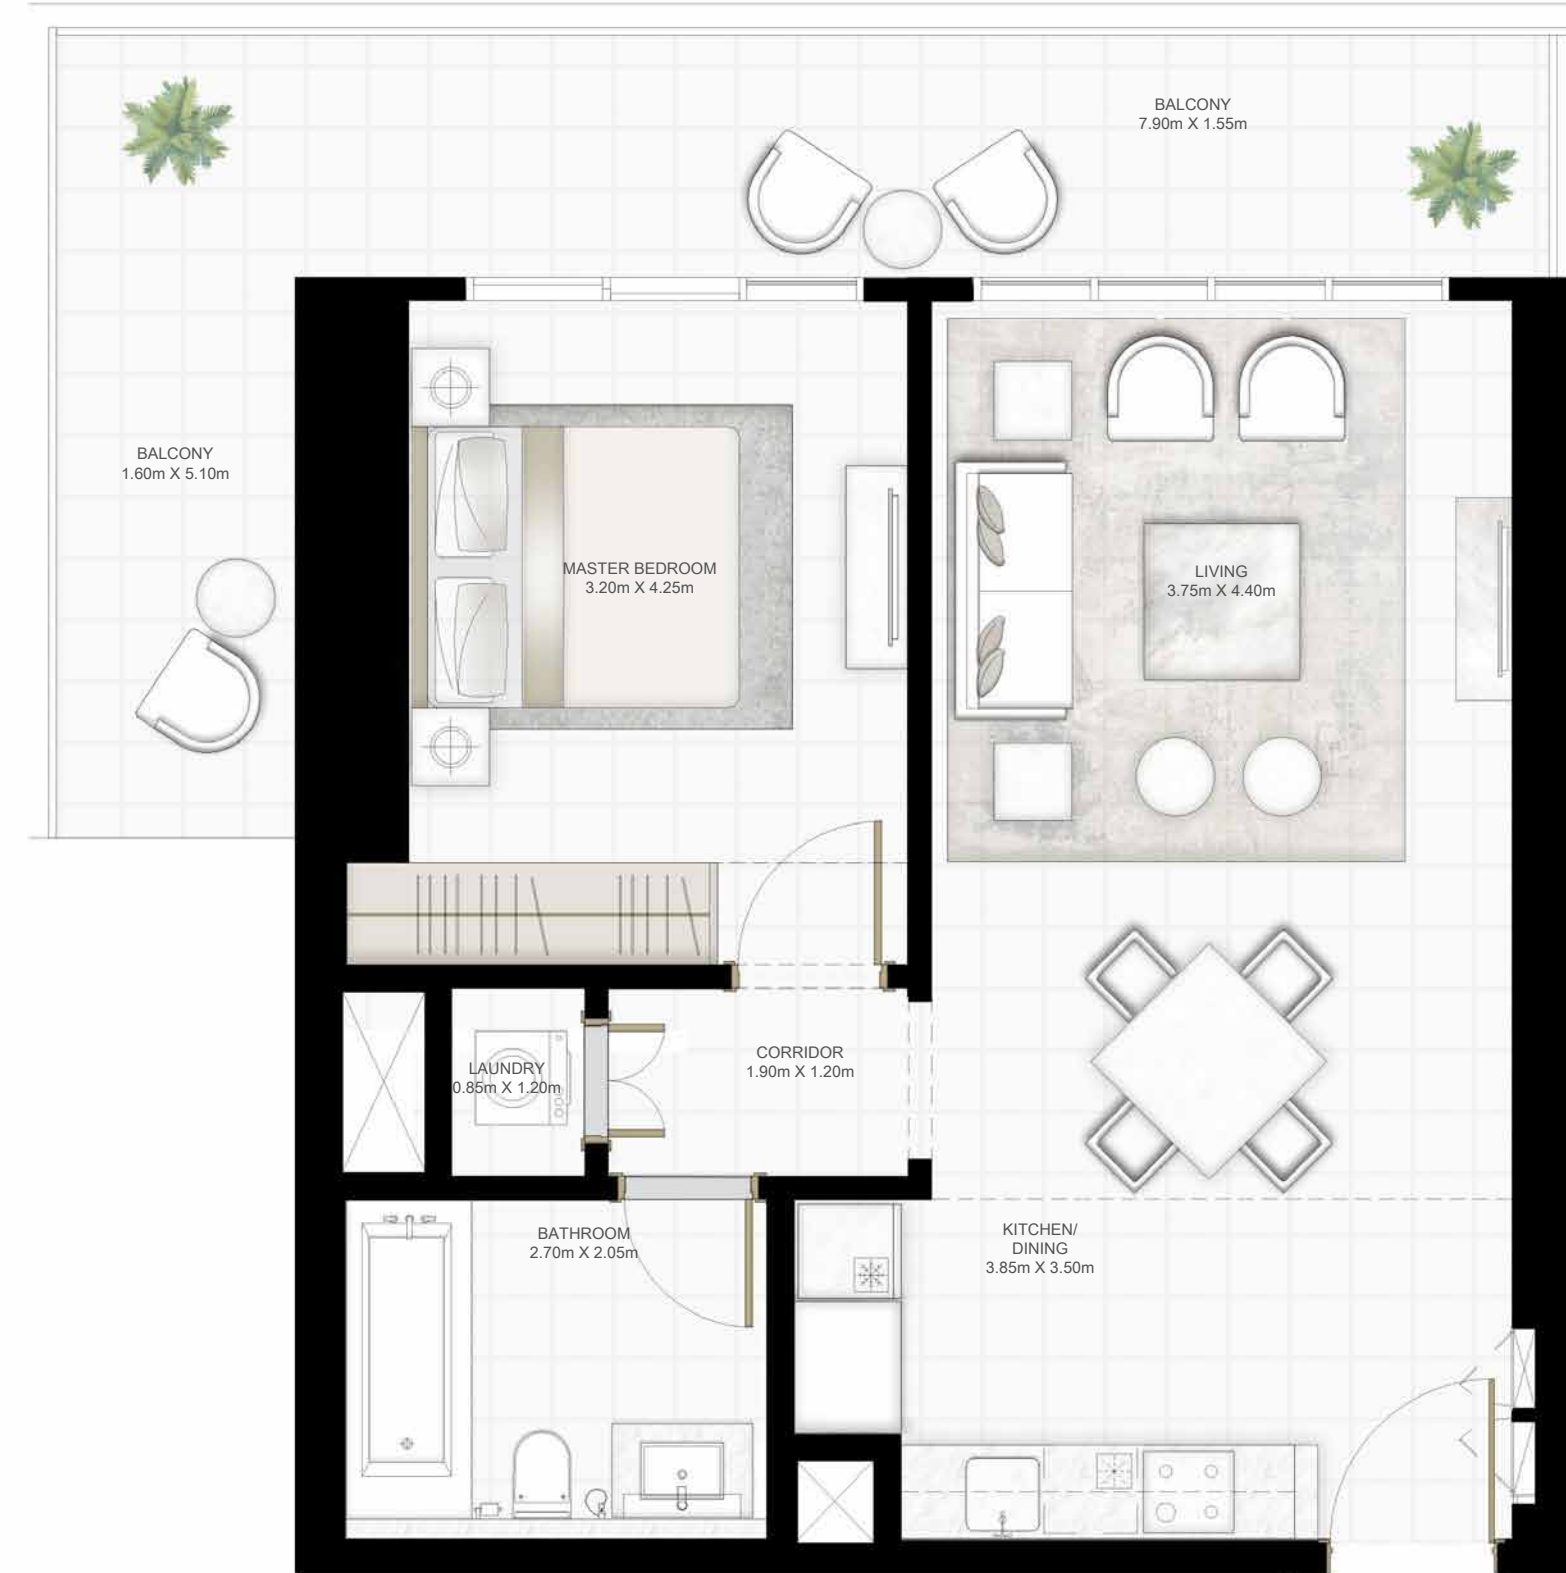 BALCONY
7.90m X 1.55m
BALCONY
1.60m X 5.10m
MASTER BEDROOM
3.20m X 4.25m
LIVING
3.75m X 4.40m
LAUNDRY
0.85m X 1.20m
CORRIDOR
1.90m X 1.20m
BATHROOM
2.70m X 2.05m
KITCHEN/
DINING
3.85m X 3.50m